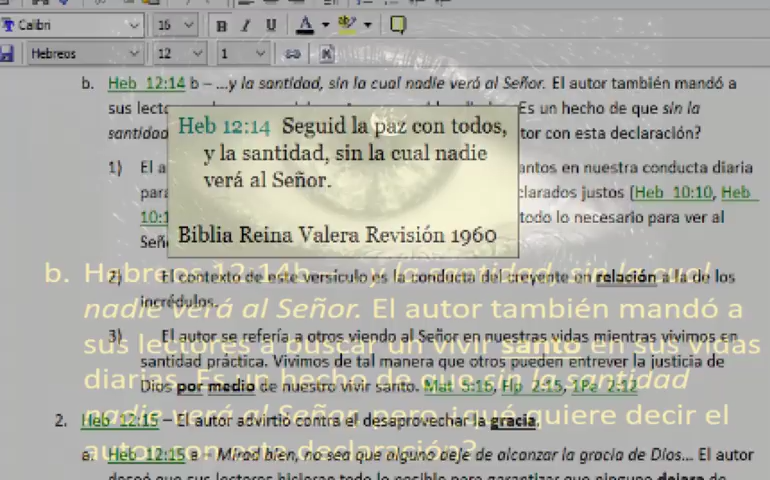 Calibri 16 B I U A
Hebreos 12 1
b. Heb 12:14 b – ...y la santidad, sin la cual nadie verá al Señor. El autor también mandó a
sus Es un hecho de que sin la
santidad con esta declaración?
Heb 12:14 Seguid la paz con todos,
y la santidad, sin la cual nadie
verá al Señor.
Biblia Reina Valera Revisión 1960
1) El en nuestra conducta diaria
justos (Heb 10:10, Heb
todo lo necesario para ver al
2) El contexto de este versículo es la conducta del creyente en relación a la de los
incrédulos.
3) El autor se refería a otros viendo al Señor en nuestras vidas mientras vivimos en
santidad práctica. Vivimos de tal manera que otros pueden entrever la justicia de
Dios por medio de nuestro vivir santo. Mat 5:16, Flp 2:15, 1Pe 2:12
2. Heb 12:15 – El autor advirtió contra el desaprovechar la gracia.
a. Heb 12:15 a – Mirad bien, no sea que alguno deje de alcanzar la gracia de Dios... El autor
deseó que sus lectores hicieran todo lo posible para garantizar que ninguno dejara de
b. Hebreos 12:14b y la santidad, sin la cual
nadie verá al Señor. El autor también mandó a
sus lectores a buscar un vivir santo en sus vidas
Es un hecho de que sin la santidad
nadie verá al Señor, pero ¿qué quiere decir el
autor con esta declaración?